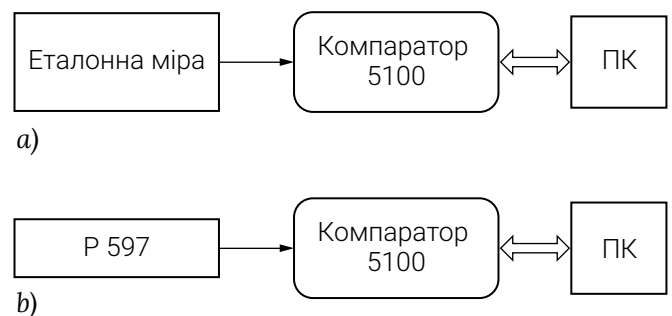 Еталонна міра
Компаратор
5100
ПК
a)
Р 597
Компаратор
5100
ПК
b)